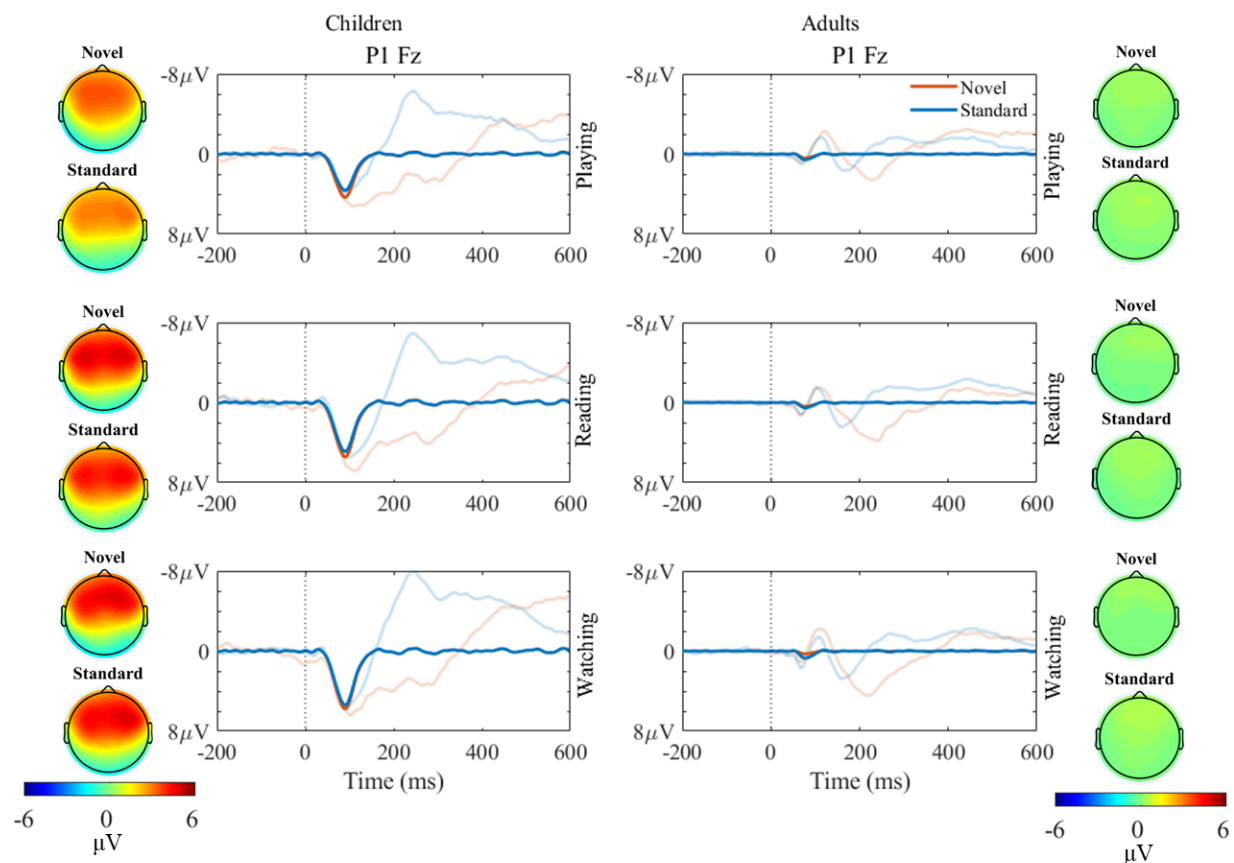 Children
Adults
P1 Fz
P1 Fz
Novel
Standard
-8μV
0
8μV
-200
0
200
400
600
Playing
-8μV
0
8μV
-200
0
200
400
600
Novel
Standard
Playing
Novel
Standard
Novel
Standard
-8μV
0
8μV
-200
0
200
400
600
Reading
-8μV
0
8μV
-200
0
200
400
600
Reading
Novel
Standard
Novel
Standard
-8μV
0
8μV
-200
0
200
400
600
Time (ms)
Watching
-8μV
0
8μV
-200
0
200
400
600
Time (ms)
Watching
Novel
Standard
-6
0
6
μV
-6
0
6
μV